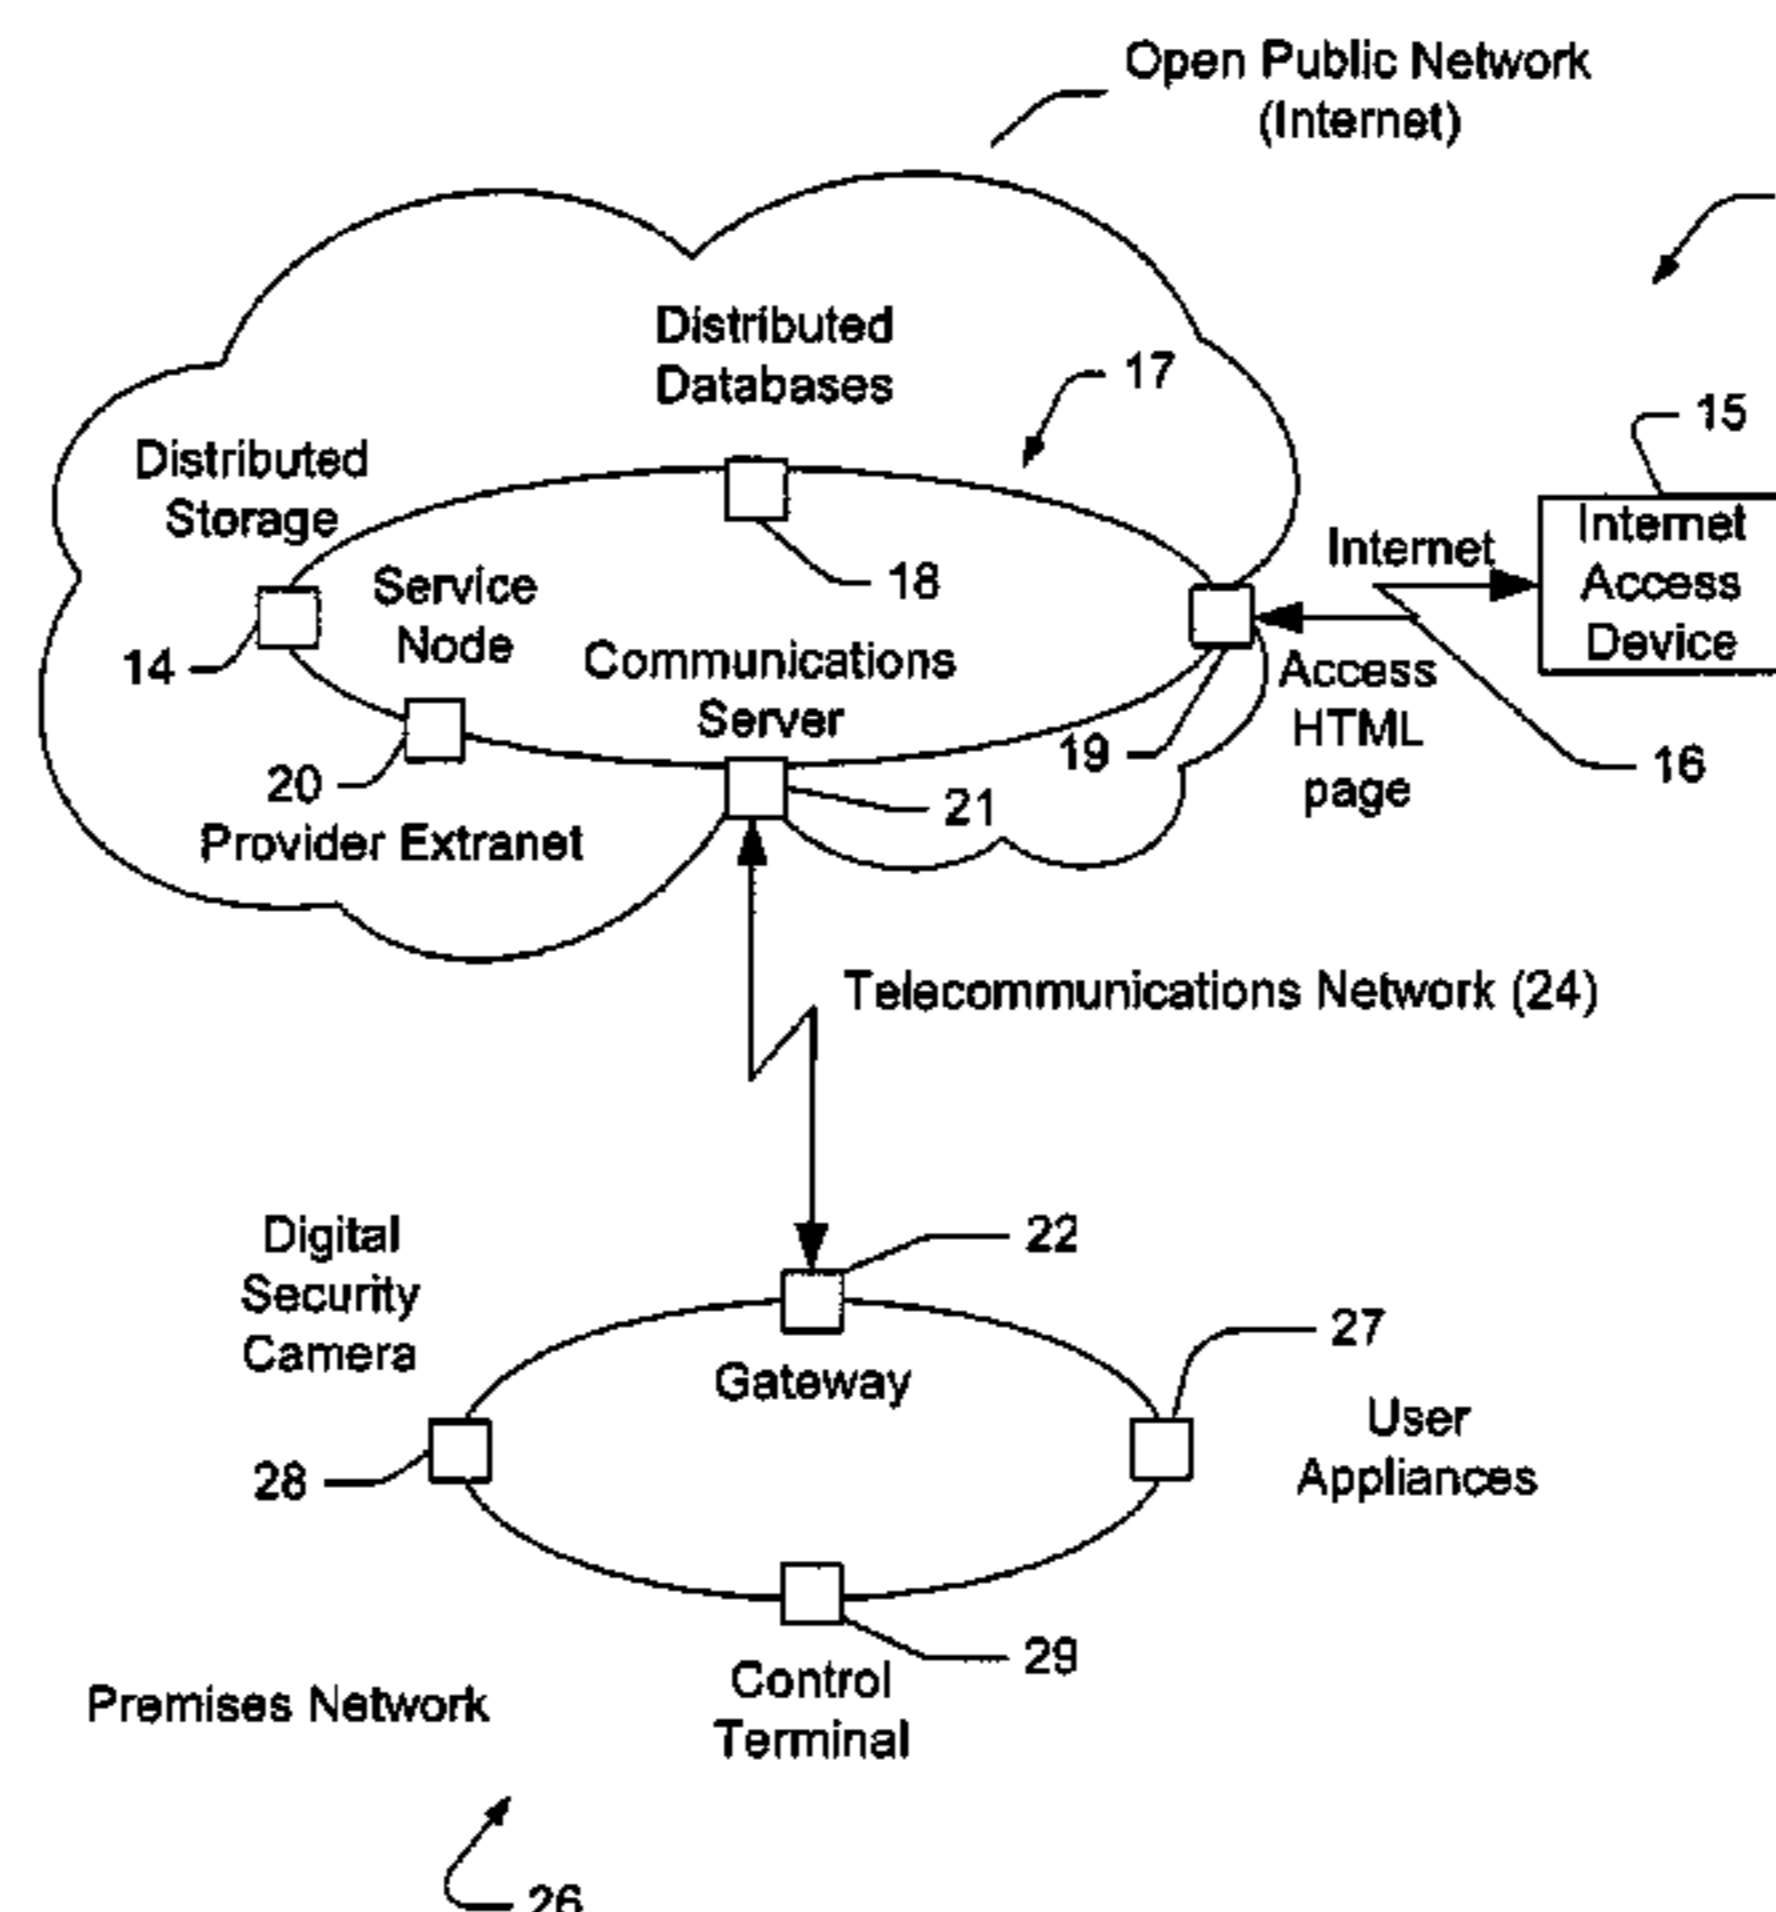 Open Public Network
(Internet)
Distributed
Databases
17
15
Distributed
Storage
Internet
Access
Device
Internet
18
Service
Node
14
Communications
Server
Access
HTML
page
19
16
20
21
Provider Extranet
Telecommunications Network (24)
22
Digital
Security
Camera
27
Gateway
User
Appliances
28
29
Control
Terminal
Premises Network
26